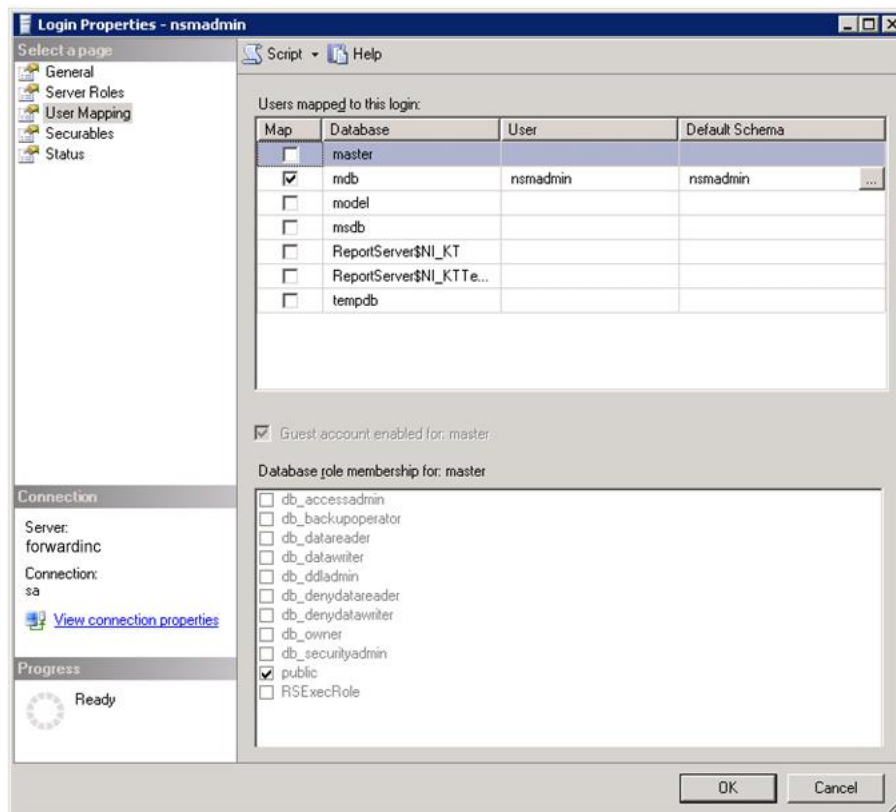 Login Properties - nsmadmin
Select a page
General
Server Roles
User Mapping
Securables
Status
Script Help
Users mapped to this login:
Map Database User Default Schema
master
mdb nsmadmin nsmadmin ...
model
msdb
ReportServer$NI_KT
ReportServer$NI_KTTe...
tempdb
Guest account enabled for: master
Database role membership for: master
db_accessadmin
db_backupoperator
db_datareader
db_datawriter
db_ddladmin
db_denydatareader
db_denydatawriter
db_owner
db_securityadmin
public
RSExecRole
Connection
Server:
forwardinc
Connection:
sa
View connection properties
Progress
Ready
OK Cancel